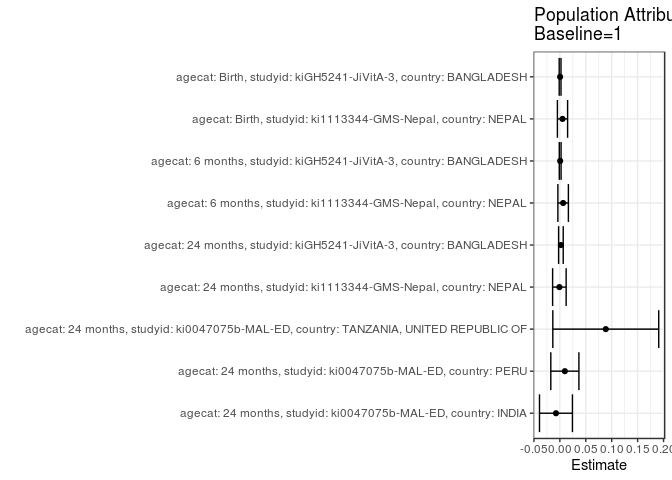 Population Attribu
Baseline=1
agecat: Birth, studyid: kiGH5241-JiVitA-3, country: BANGLADESH
agecat: Birth, studyid: ki1113344-GMS-Nepal, country: NEPAL
agecat: 6 months, studyid: kiGH5241-JiVitA-3, country: BANGLADESH
agecat: 6 months, studyid: ki1113344-GMS-Nepal, country: NEPAL
agecat: 24 months, studyid: kiGH5241-JiVitA-3, country: BANGLADESH
agecat: 24 months, studyid: ki1113344-GMS-Nepal, country: NEPAL
agecat: 24 months, studyid: ki0047075b-MAL-ED, country: TANZANIA, UNITED REPUBLIC OF
agecat: 24 months, studyid: ki0047075b-MAL-ED, country: PERU
agecat: 24 months, studyid: ki0047075b-MAL-ED, country: INDIA
-0.05 0.00 0.05 0.10 0.15 0.20
Estimate